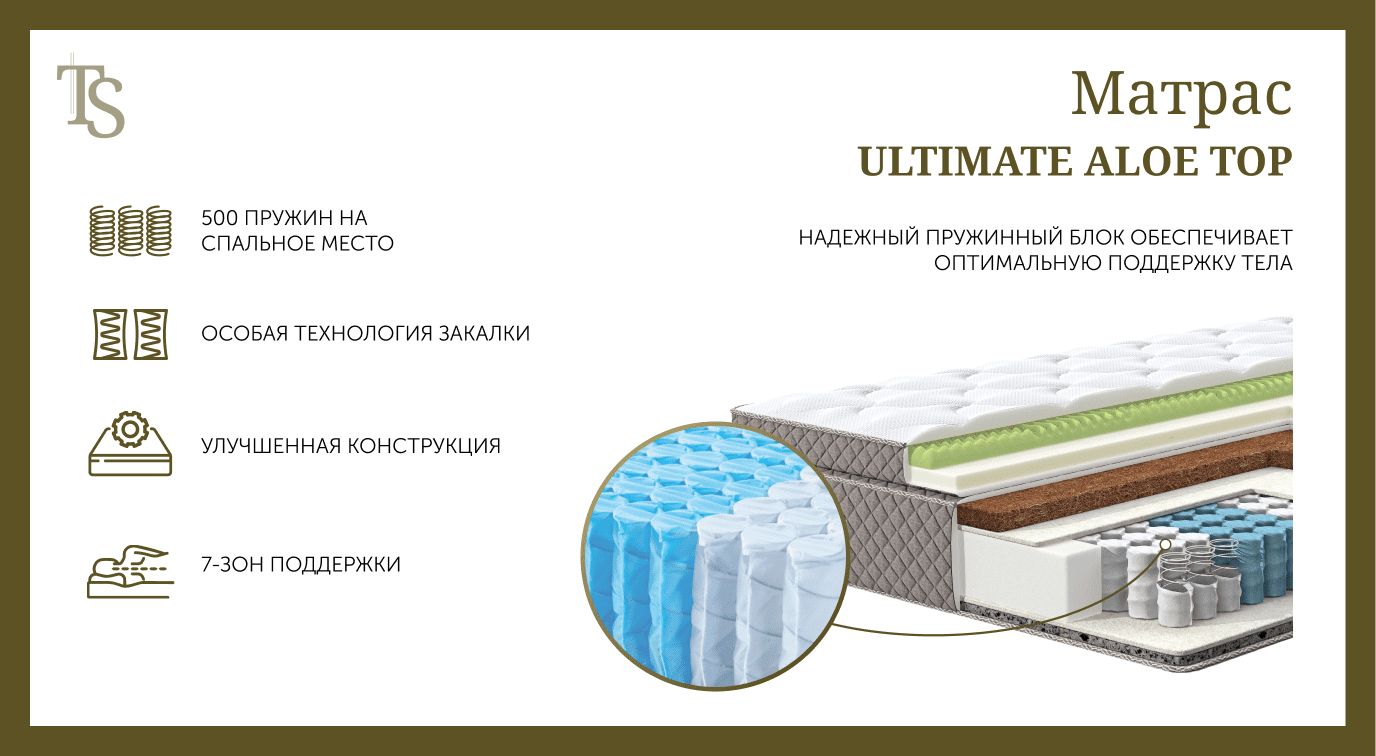 TS
Матрас
ULTIMATE ALOE TOP
500 ПРУЖИН НА
СПАЛЬНОЕ МЕСТО
НАДЕЖНЫЙ ПРУЖИННЫЙ БЛОК ОБЕСПЕЧИВАЕТ
ОПТИМАЛЬНУЮ ПОДДЕРЖКУ ТЕЛА
ОСОБАЯ ТЕХНОЛОГИЯ ЗАКАЛКИ
УЛУЧШЕННАЯ КОНСТРУКЦИЯ
7-ЗОН ПОДДЕРЖКИ